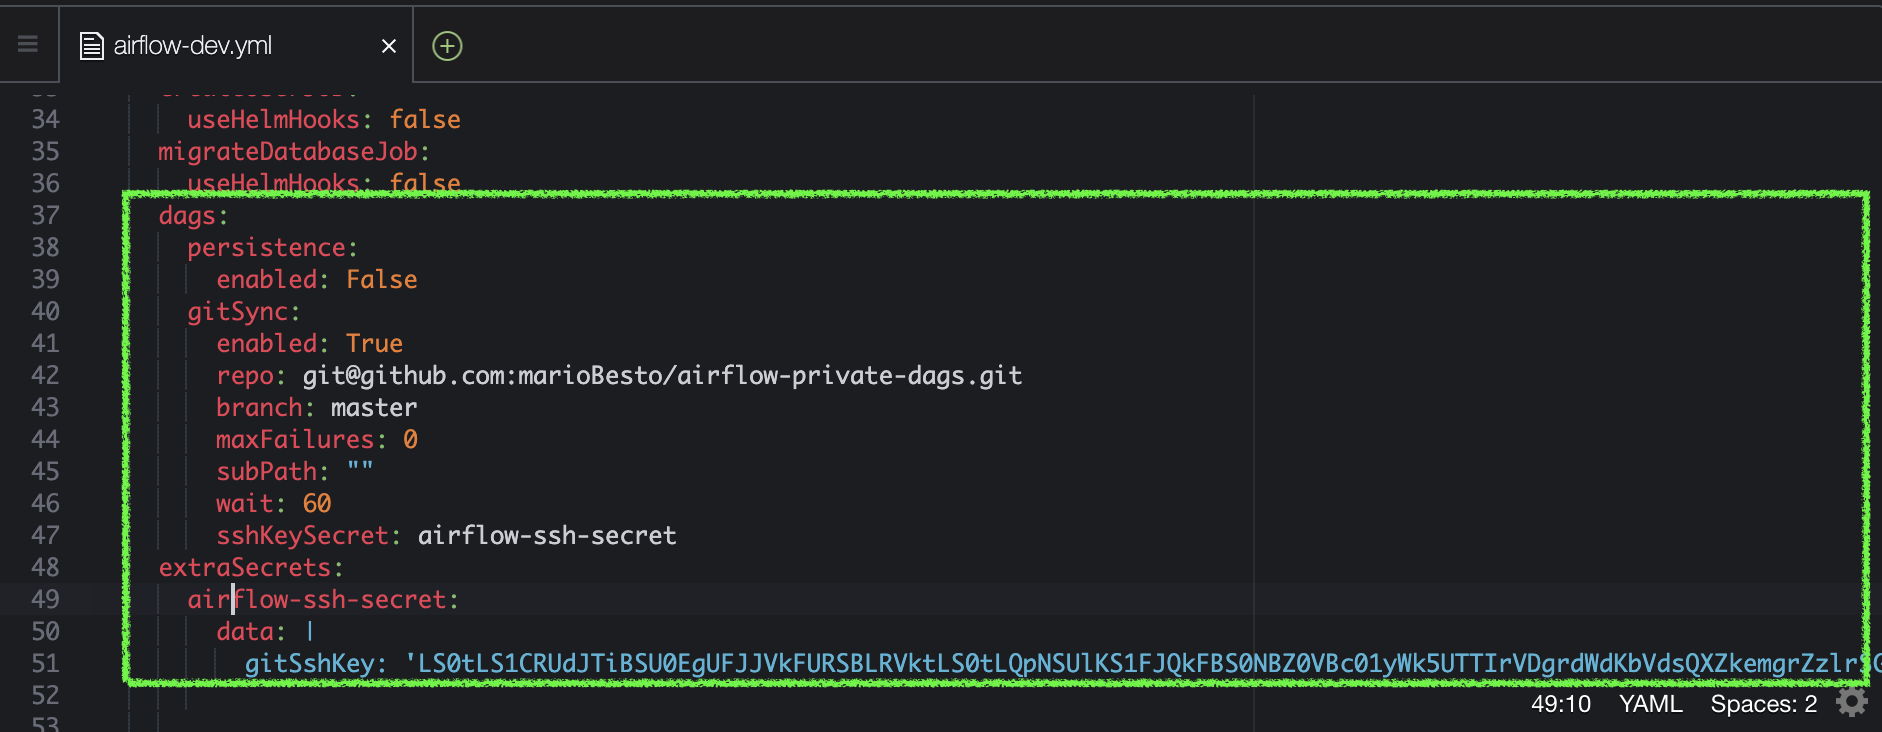 airflow-dev.yml
34 useHelmHooks: false
35 migrateDatabaseJob:
36 useHelmHooks: false
37 dags:
38 persistence:
39 enabled: False
40 gitSync:
41 enabled: True
42 repo: git@github.com:marioBesto/airflow-private-dags.git
43 branch: master
44 maxFailures: 0
45 subPath: ""
46 wait: 60
47 sshKeySecret: airflow-ssh-secret
48 extraSecrets:
49 airflow-ssh-secret:
50 data: |
51 gitSshKey: 'LS0tLS1CRUdJTiBSU0EgUFJJVkFURSBLRVktLS0tLQpNSUlKS1FJQkFBS0NBZ0VBc01yWk5UTTIrVDgrdWdKbVdsQXZkemgrZzlr
52
53
49:10 YAML Spaces: 2